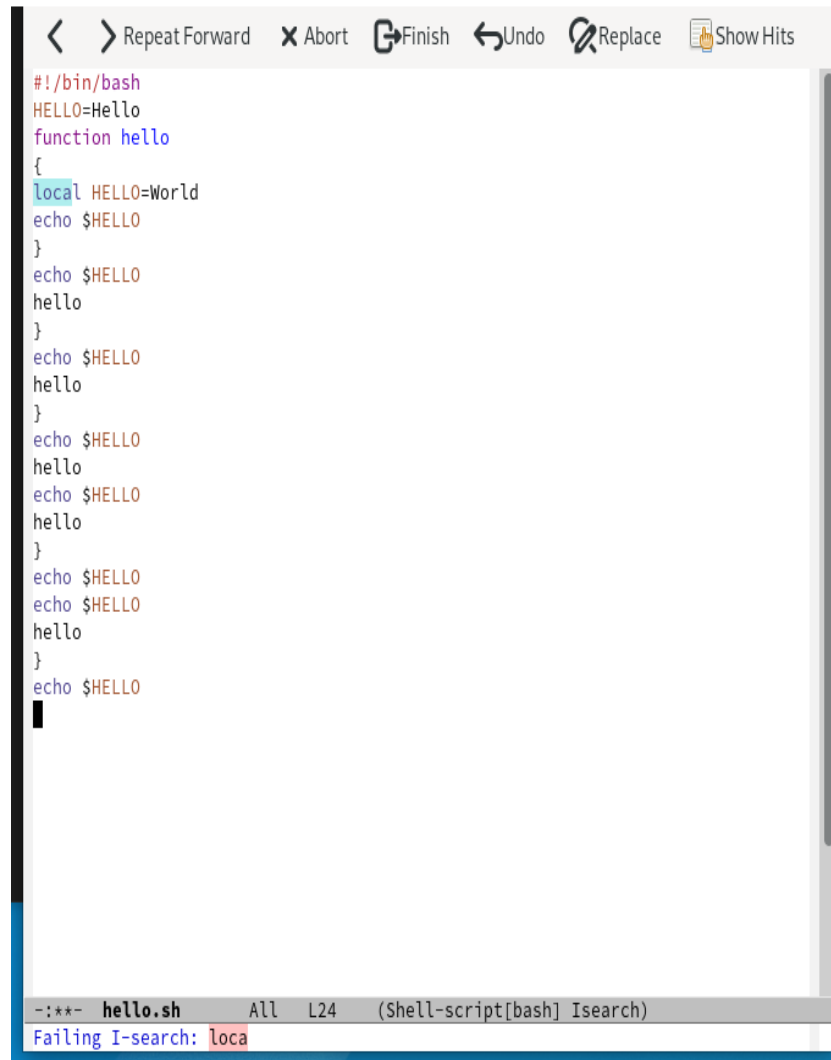 Repeat Forward Abort Finish Undo Replace Show Hits
#!/bin/bash
HELLO=Hello
function hello
{
local HELLO=World
echo $HELLO
}
echo $HELLO
hello
}
echo $HELLO
hello
}
echo $HELLO
hello
echo $HELLO
hello
}
echo $HELLO
echo $HELLO
hello
}
echo $HELLO
-:**- hello.sh All L24 (Shell-script[bash] Isearch)
Failing I-search: loca